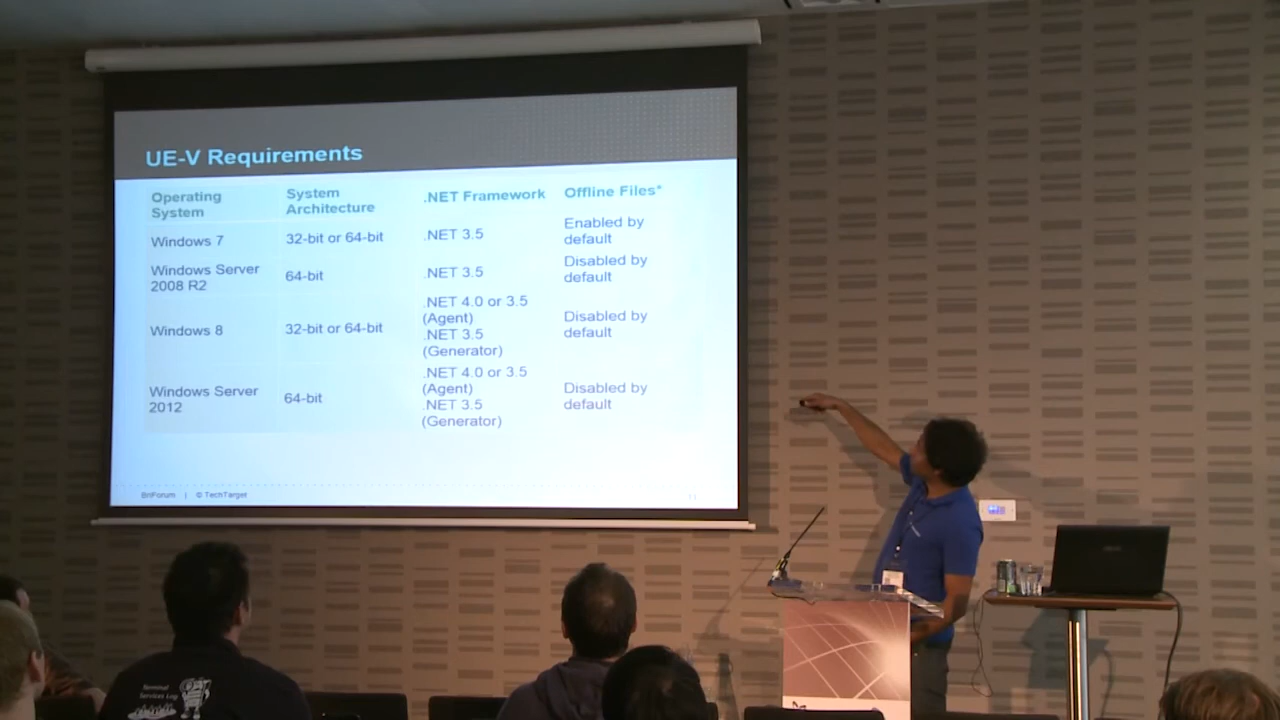 UE-V Requirements
Operating System
System Architecture
.NET Framework
Offline Files*
Windows 7
32-bit or 64-bit
.NET 3.5
Enabled by default
Windows Server 2008 R2
64-bit
.NET 3.5
Disabled by default
Windows 8
32-bit or 64-bit
.NET 4.0 or 3.5 (Agent)
.NET 3.5 (Generator)
Disabled by default
Windows Server 2012
64-bit
.NET 4.0 or 3.5 (Agent)
.NET 3.5 (Generator)
Disabled by default
BriForum | © TechTarget
11
Terminal
Services Log